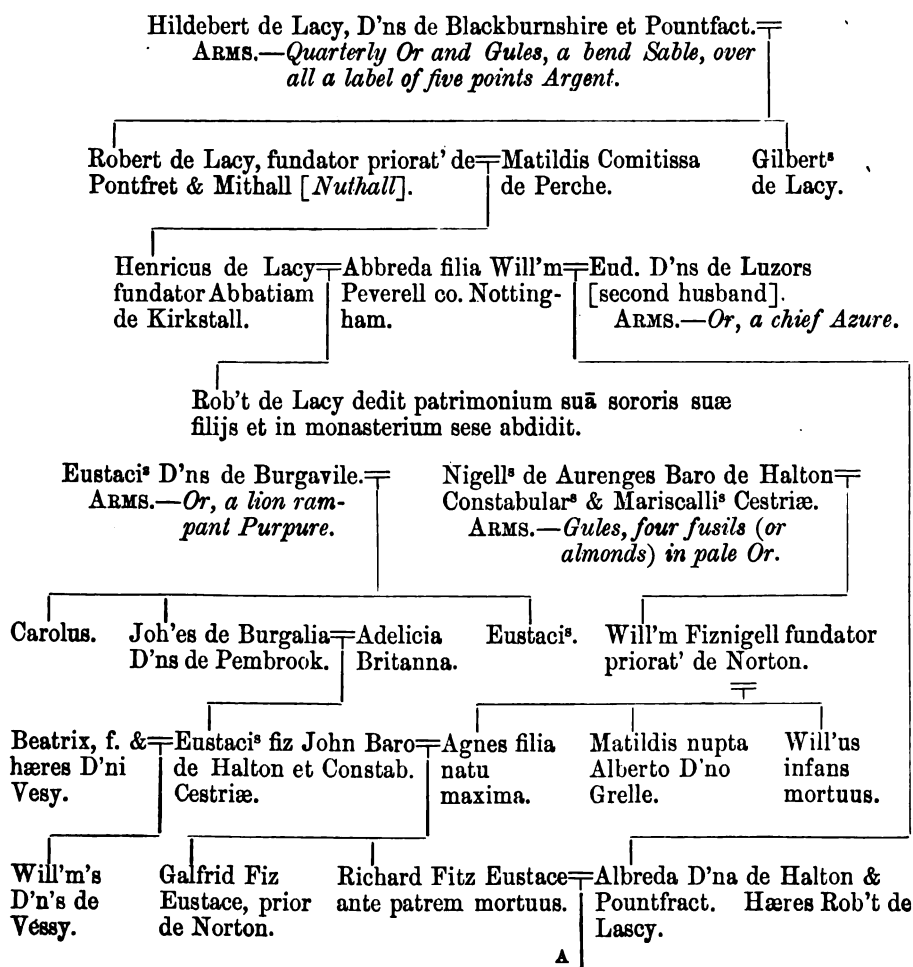 Hildebert de Lacy, D'ns de Blackburnshire et Pountfact.
ARMS.—Quarterly Or and Gules, a bend Sable, over
all a label of five points Argent.
Robert de Lacy, fundator priorat' de
Pontfret & Mithall [Nuthall].
Matildis Comitissa
de Perche.
Gilbertˢ
de Lacy.
Henricus de Lacy
fundator Abbatiam
de Kirkstall.
Abbreda filia Will'm
Peverell co. Notting-
ham.
Eud. D'ns de Luzors
[second husband].
ARMS.—Or, a chief Azure.
Rob't de Lacy dedit patrimonium suā sororis suæ
filijs et in monasterium sese abdidit.
Eustaciˢ D'ns de Burgavile.
ARMS.—Or, a lion ram-
pant Purpure.
Nigellˢ de Aurenges Baro de Halton
Constabularˢ & Mariscalliˢ Cestriæ.
ARMS.—Gules, four fusils (or
almonds) in pale Or.
Carolus.
Joh'es de Burgalia
D'ns de Pembrook.
Adelicia
Britanna.
Eustaciˢ.
Will'm Fiznigell fundator
priorat' de Norton.
Beatrix, f. &
hæres D'ni
Vesy.
Eustaciˢ fiz John Baro
de Halton et Constab.
Cestriæ.
Agnes filia
natu
maxima.
Matildis nupta
Alberto D'no
Grelle.
Will'us
infans
mortuus.
Will'm's
D'n's de
Vessy.
Galfrid Fiz
Eustace, prior
de Norton.
Richard Fitz Eustace
ante patrem mortuus.
Albreda D'na de Halton &
Pountfract. Hæres Rob't de
Lascy.
A